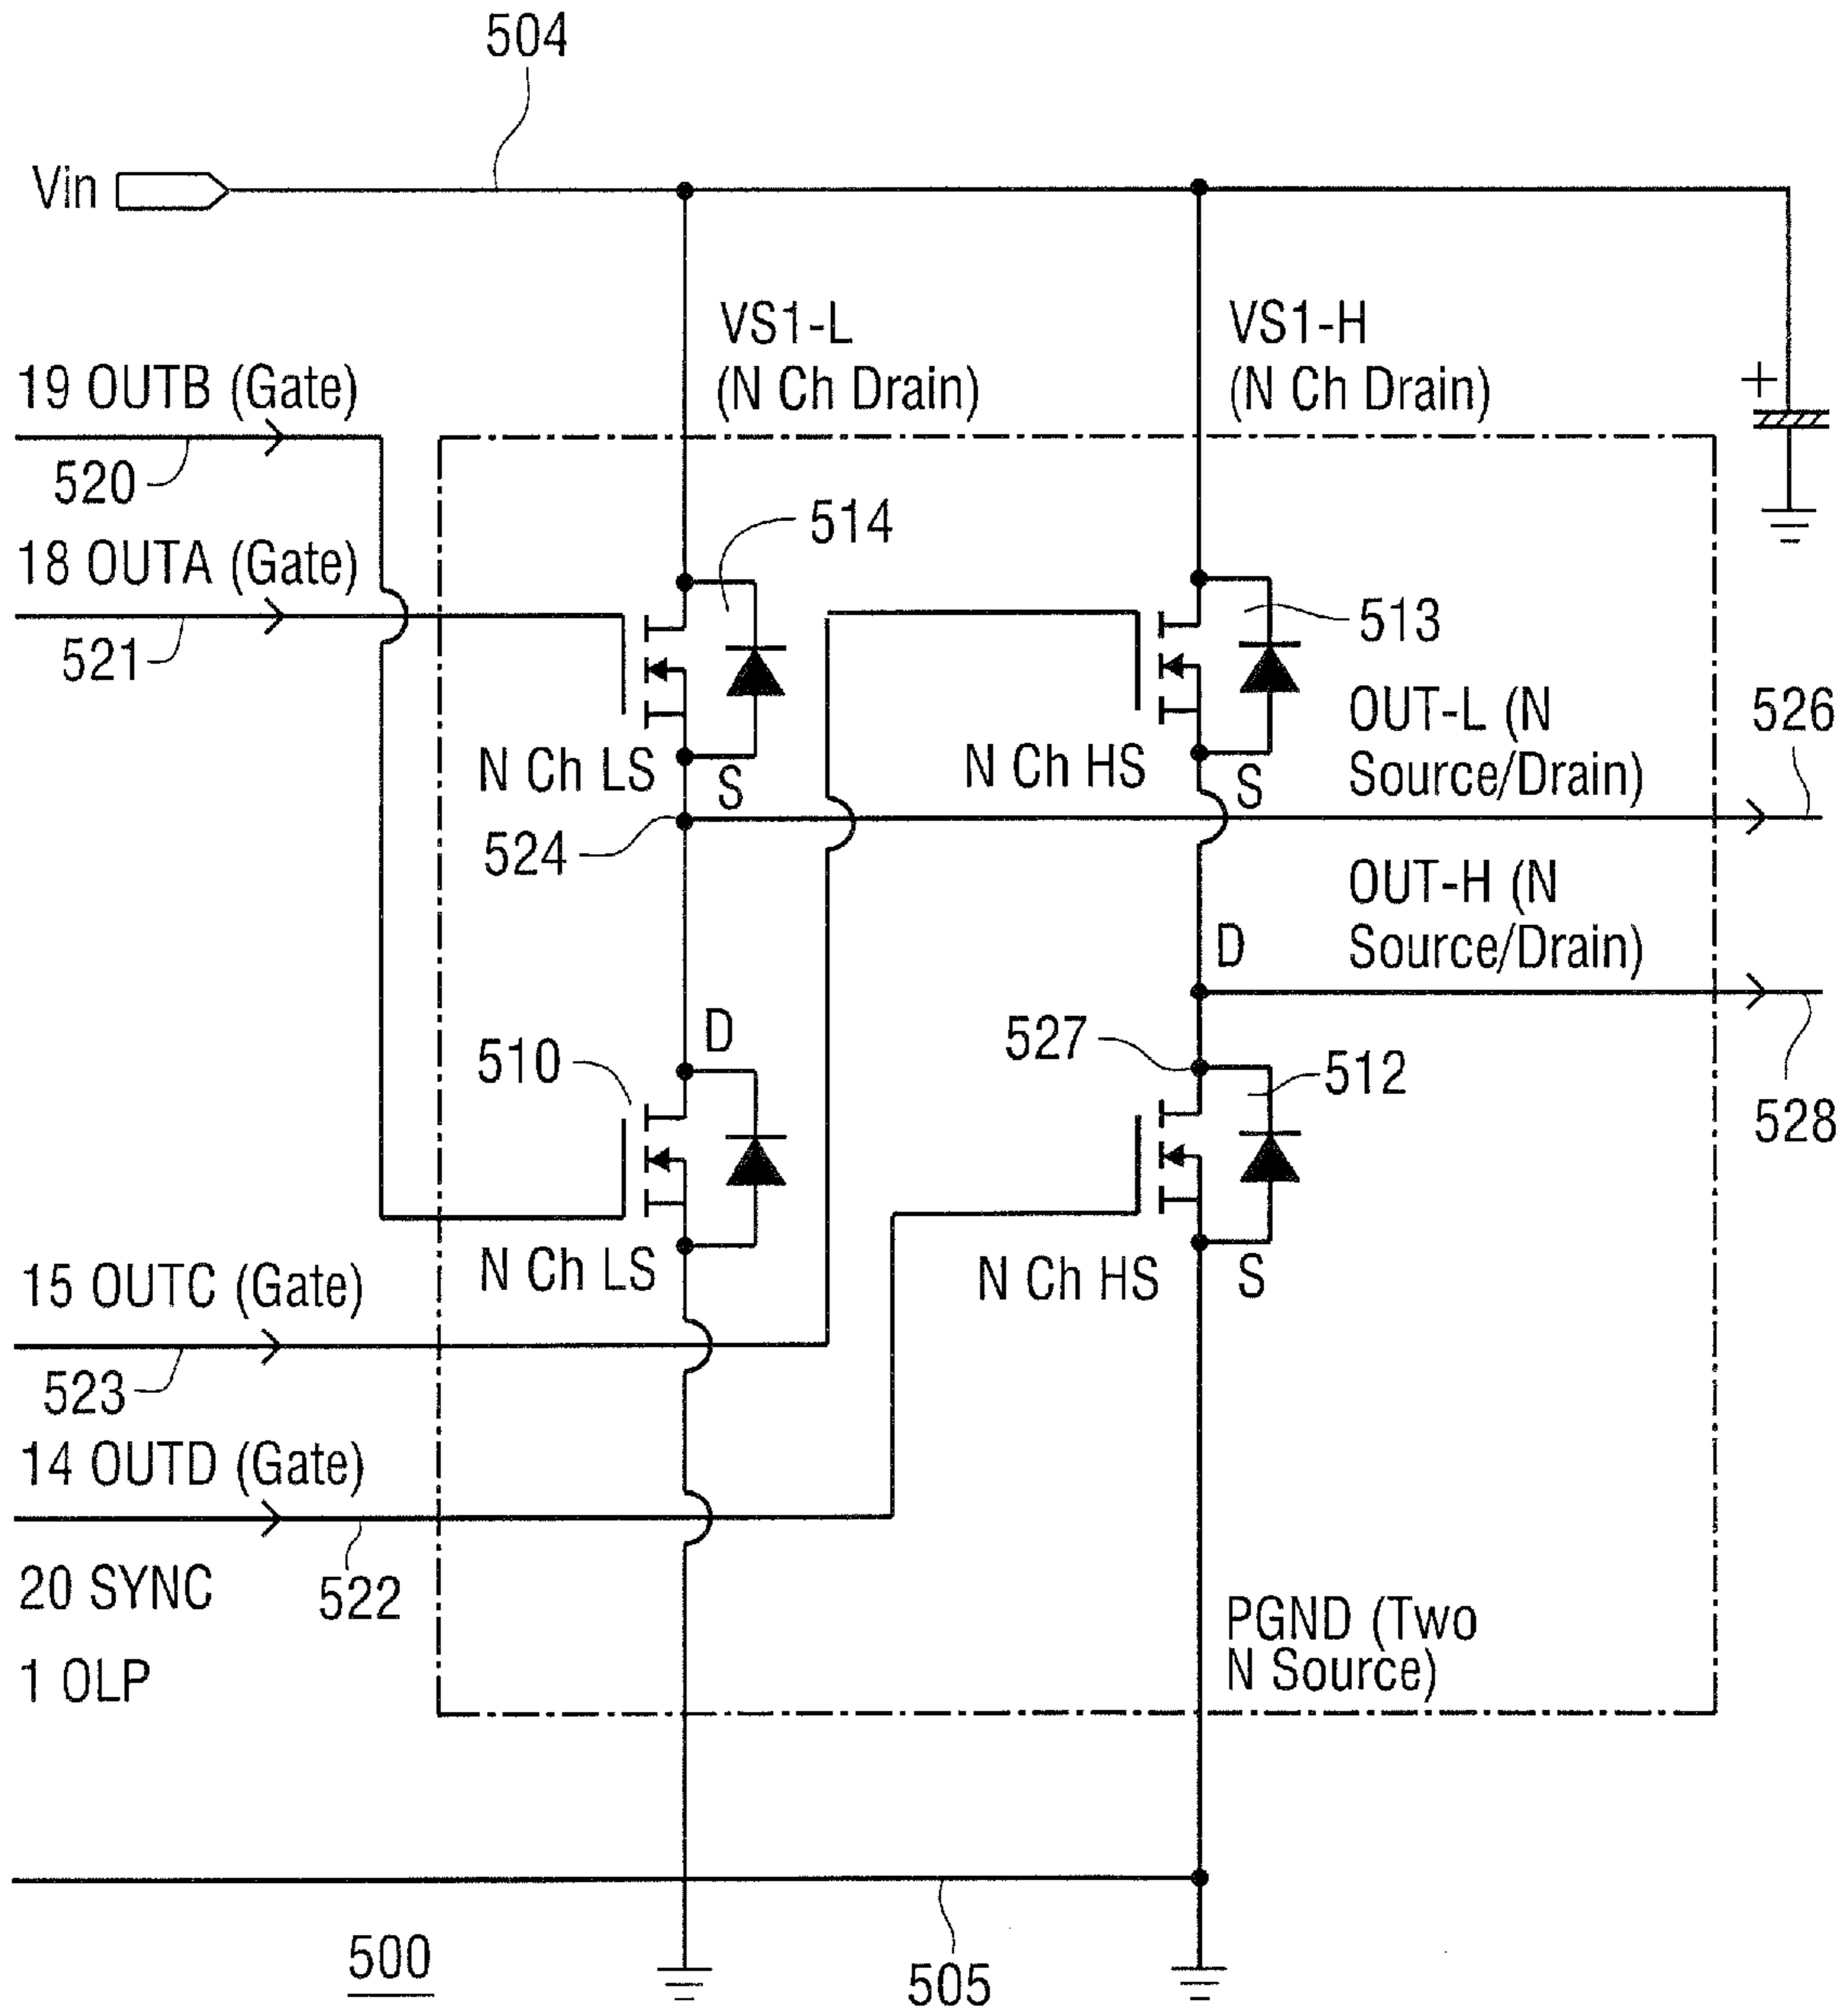 504
Vin
VS1-L
(N Ch Drain)
VS1-H
(N Ch Drain)
+
19 OUTB (Gate)
520
514
18 OUTA (Gate)
521
513
OUT-L (N
Source/Drain)
526
N Ch LS
S
N Ch HS
S
524
OUT-H (N
Source/Drain)
D
D
510
527
512
528
N Ch LS
N Ch HS
S
15 OUTC (Gate)
523
14 OUTD (Gate)
522
20 SYNC
1 OLP
PGND (Two
N Source)
500
505